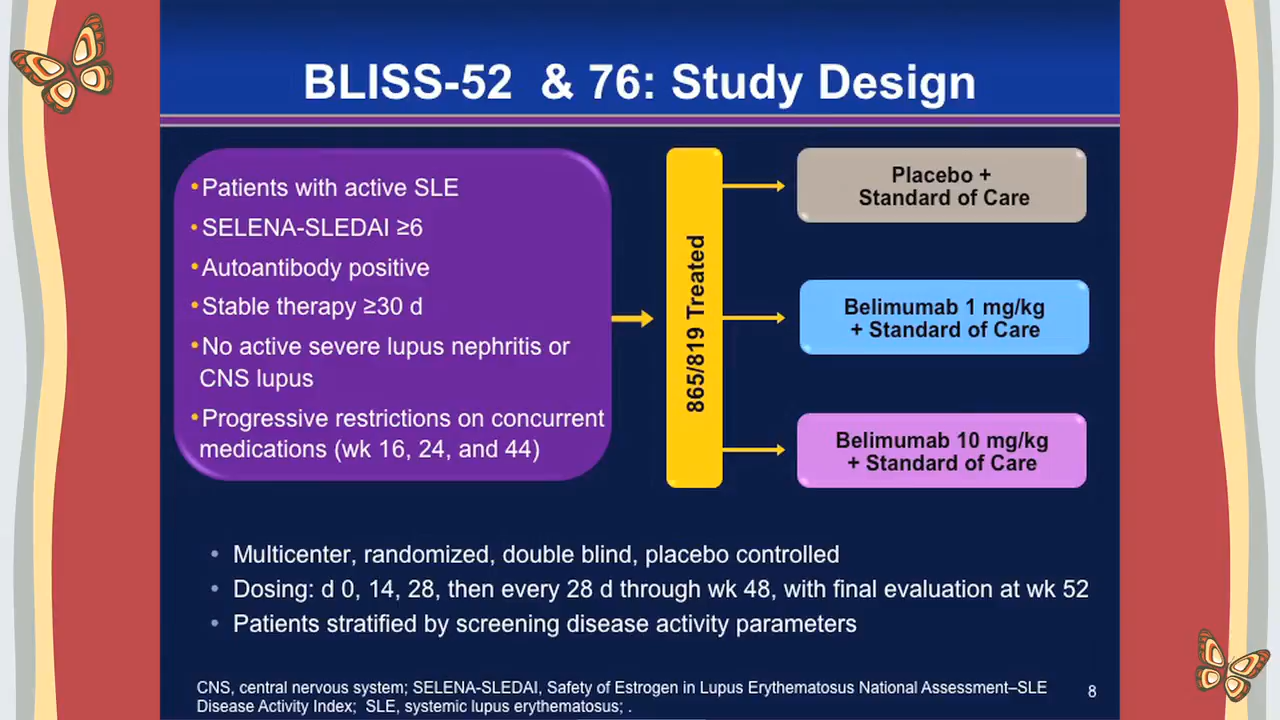 BLISS-52 & 76: Study Design
•Patients with active SLE
•SELENA-SLEDAI ≥6
•Autoantibody positive
•Stable therapy ≥30 d
•No active severe lupus nephritis or
CNS lupus
•Progressive restrictions on concurrent
medications (wk 16, 24, and 44)
865/819 Treated
Placebo +
Standard of Care
Belimumab 1 mg/kg
+ Standard of Care
Belimumab 10 mg/kg
+ Standard of Care
• Multicenter, randomized, double blind, placebo controlled
• Dosing: d 0, 14, 28, then every 28 d through wk 48, with final evaluation at wk 52
• Patients stratified by screening disease activity parameters
CNS, central nervous system; SELENA-SLEDAI, Safety of Estrogen in Lupus Erythematosus National Assessment–SLE
Disease Activity Index; SLE, systemic lupus erythematosus; .
8